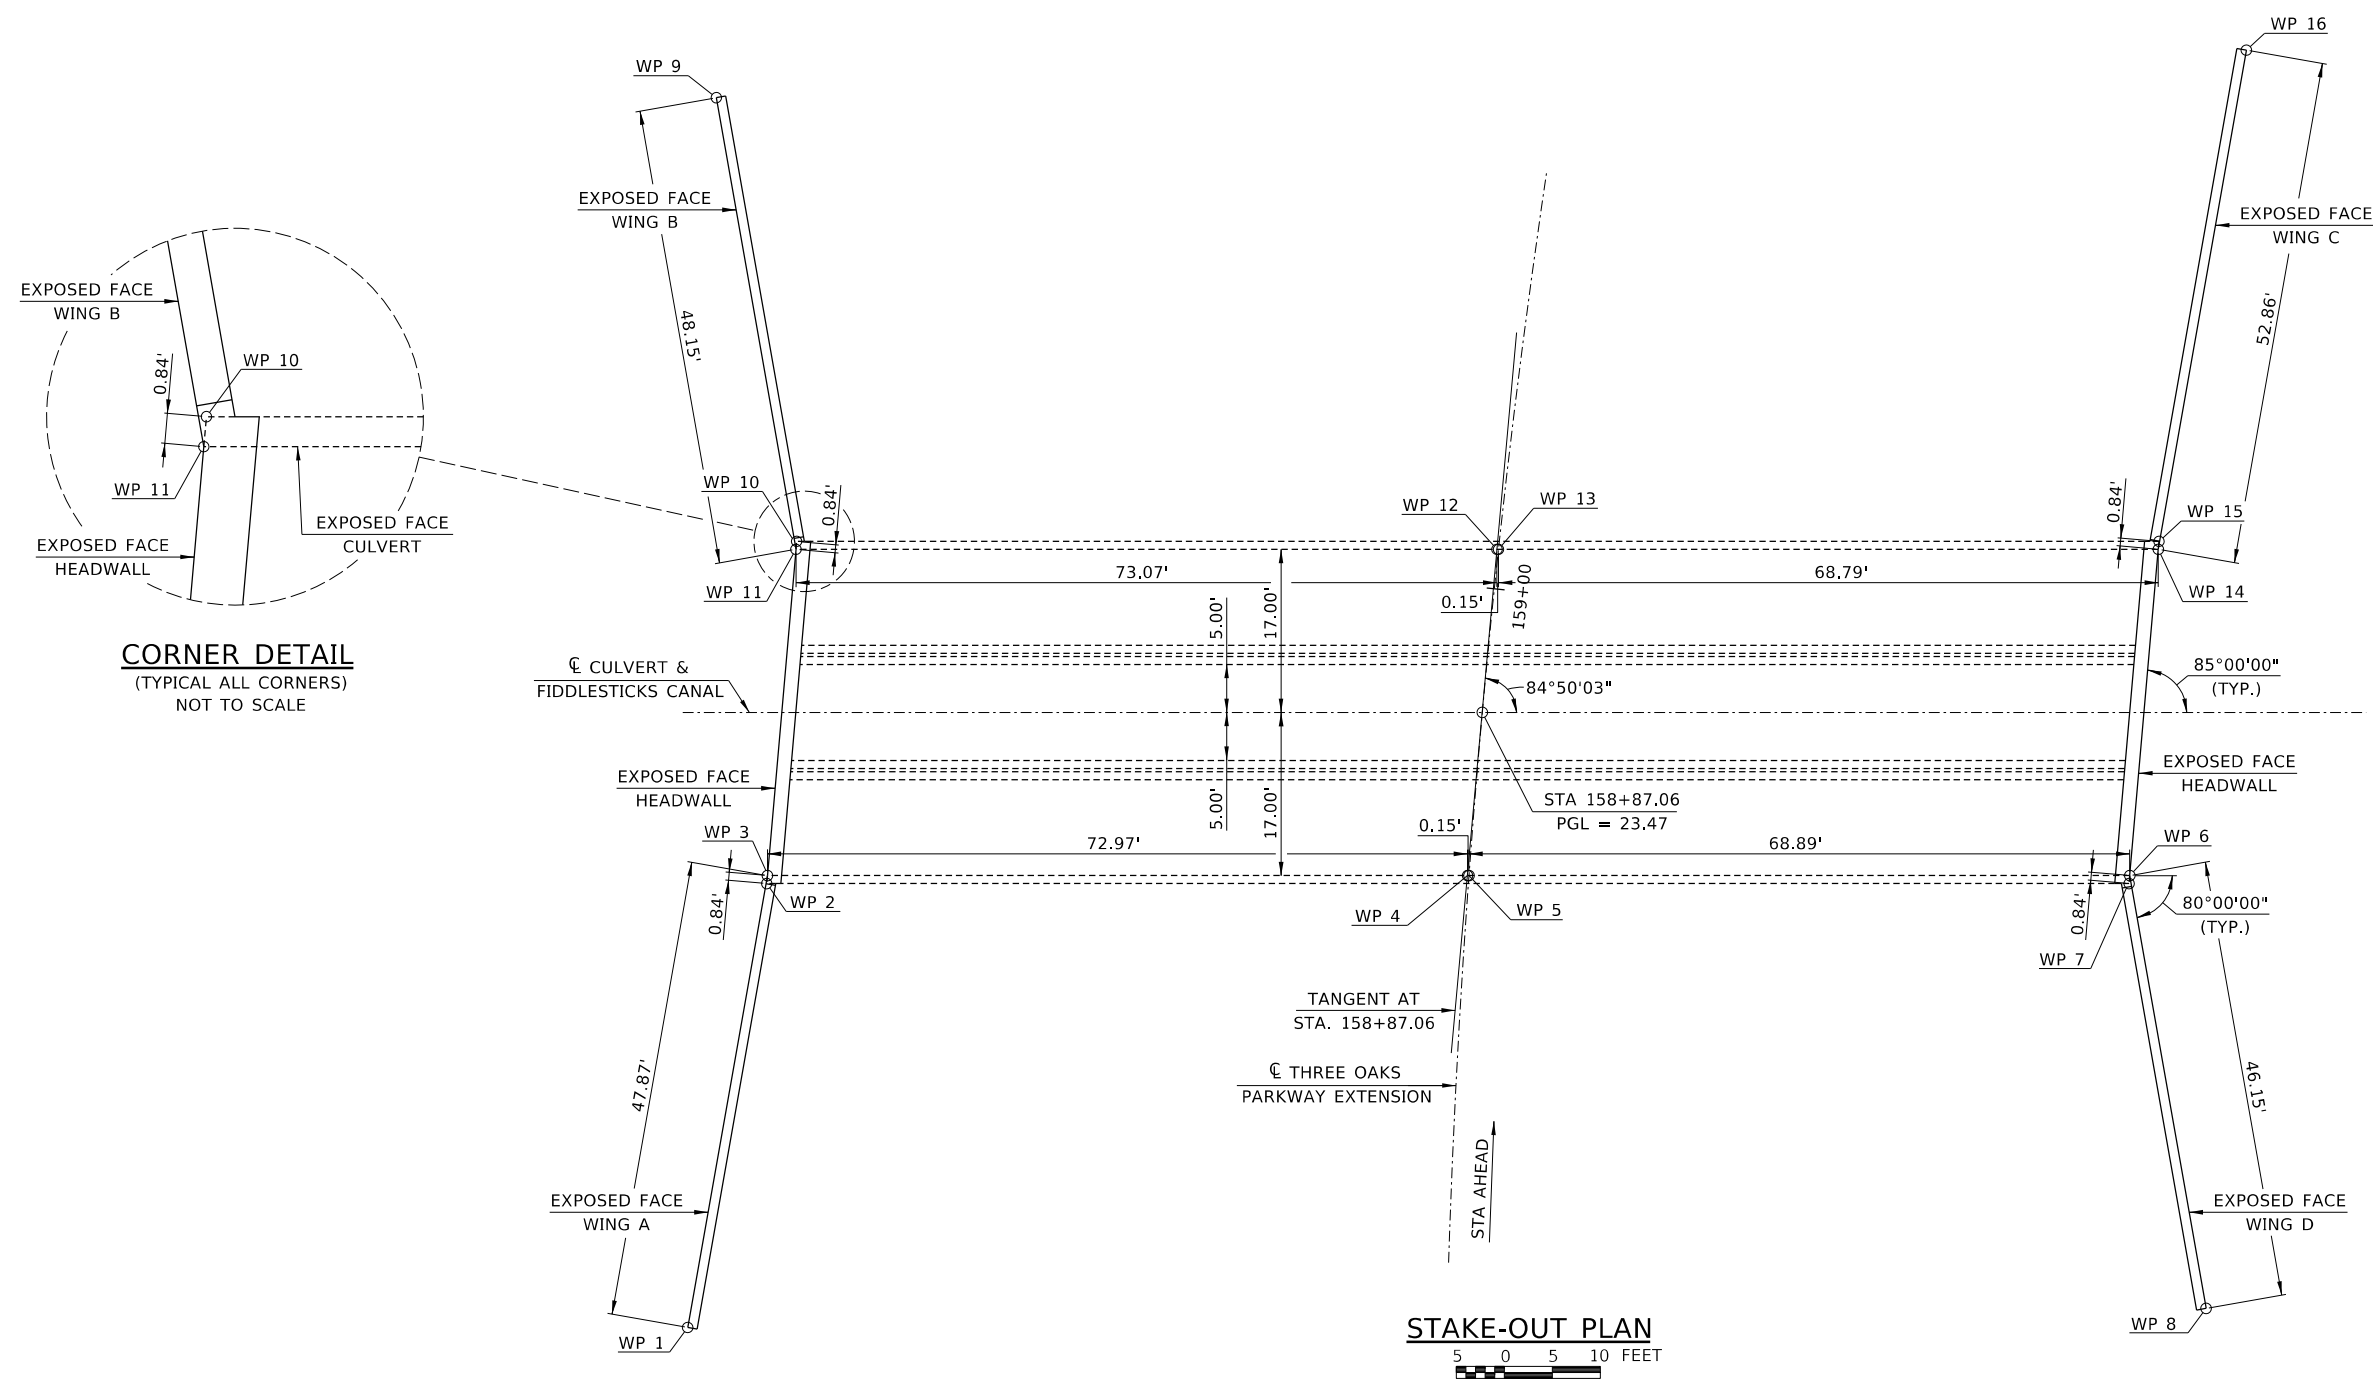 WP 16
WP 9
EXPOSED FACE
WING B
48.15'
EXPOSED FACE
WING C
52.86'
EXPOSED FACE
WING B
0.84'
WP 10
WP 11
EXPOSED FACE
CULVERT
EXPOSED FACE
HEADWALL
CORNER DETAIL
(TYPICAL ALL CORNERS)
NOT TO SCALE
WP 10
0.84'
WP 11
WP 12
WP 13
0.84'
WP 15
WP 14
73.07'
68.79'
0.15'
159+00
5.00'
17.00'
℄ CULVERT &
FIDDLESTICKS CANAL
84°50'03"
85°00'00"
(TYP.)
EXPOSED FACE
HEADWALL
5.00'
17.00'
STA 158+87.06
PGL = 23.47
EXPOSED FACE
HEADWALL
WP 3
72.97'
0.15'
68.89'
WP 6
0.84'
WP 2
WP 4
WP 5
0.84'
80°00'00"
(TYP.)
WP 7
TANGENT AT
STA. 158+87.06
℄ THREE OAKS
PARKWAY EXTENSION
47.87'
46.15'
STA AHEAD
EXPOSED FACE
WING A
EXPOSED FACE
WING D
WP 1
WP 8
STAKE-OUT PLAN
5 0 5 10 FEET